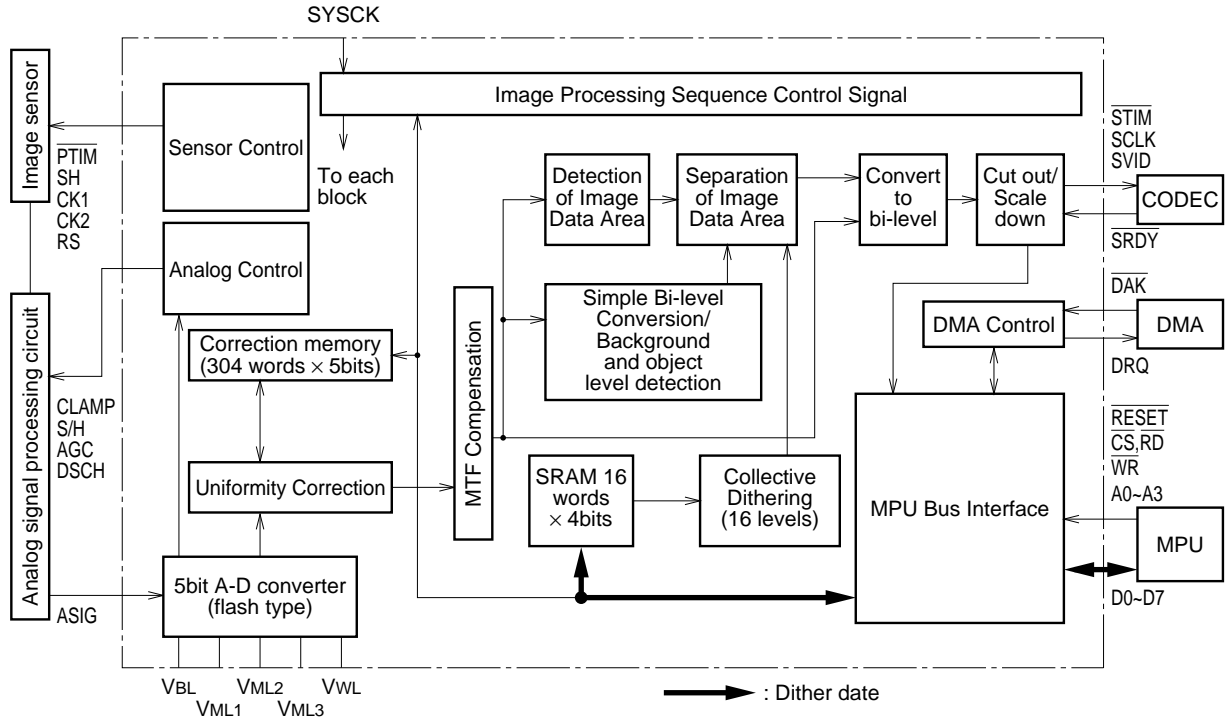 SYSCK
Image Processing Sequence Control Signal
Image sensor
Sensor Control
PTIM
SH
CK1
CK2
RS
To each
block
Detection
of Image
Data Area
Separation
of Image
Data Area
Convert
to
bi-level
Cut out/
Scale
down
STIM
SCLK
SVID
CODEC
SRDY
Analog Control
Analog signal processing circuit
CLAMP
S/H
AGC
DSCH
Correction memory
(304 words × 5bits)
MTF Compensation
Simple Bi-level
Conversion/
Background
and object
level detection
DMA Control
DAK
DMA
DRQ
Uniformity Correction
SRAM 16
words
× 4bits
Collective
Dithering
(16 levels)
MPU Bus Interface
RESET
CS,RD
WR
A0~A3
MPU
D0~D7
ASIG
5bit A-D converter
(flash type)
VBL
VML1
VML2
VML3
VWL
: Dither date